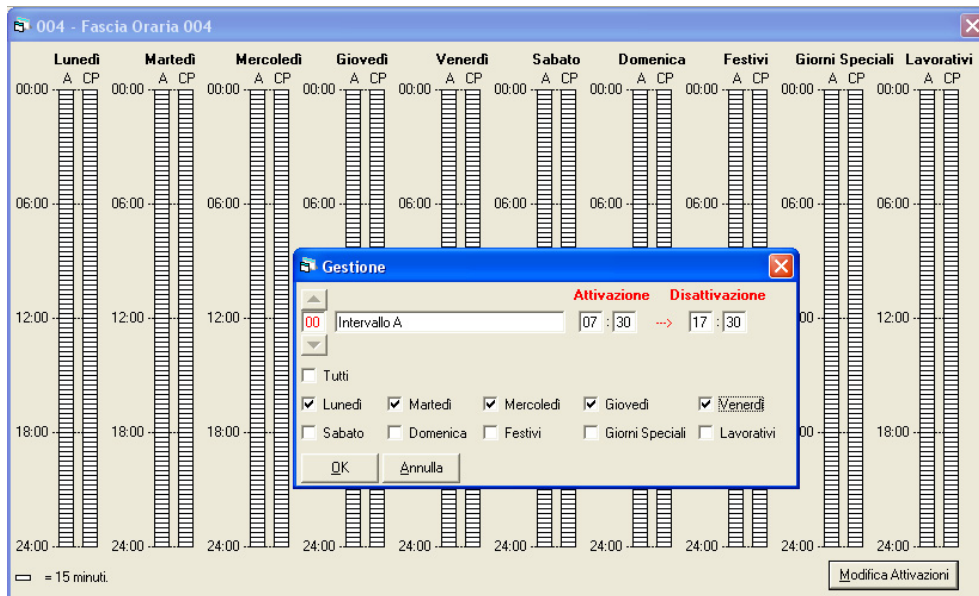 004 - Fascia Oraria 004
Lunedì Martedì Mercoledì Giovedì Venerdì Sabato Domenica Festivi Giorni Speciali Lavorativi
A CP A CP A CP A CP A CP A CP A CP A CP A CP A CP
00:00 00:00 00:00 00:00 00:00 00:00 00:00 00:00 00:00 00:00
06:00 06:00 06:00 06:00 06:00 06:00 06:00 06:00 06:00 06:00
Gestione
Attivazione Disattivazione
12:00 12:00 12:00 00 Intervallo A 07 : 30 ---> 17 : 30 00 12:00
Tutti
Lunedì Martedì Mercoledì Giovedì Venerdì
18:00 18:00 18:00 Sabato Domenica Festivi Giorni Speciali Lavorativi 00 18:00
OK Annulla
24:00 24:00 24:00 24:00 24:00 24:00 24:00 24:00 24:00 24:00
= 15 minuti. Modifica Attivazioni